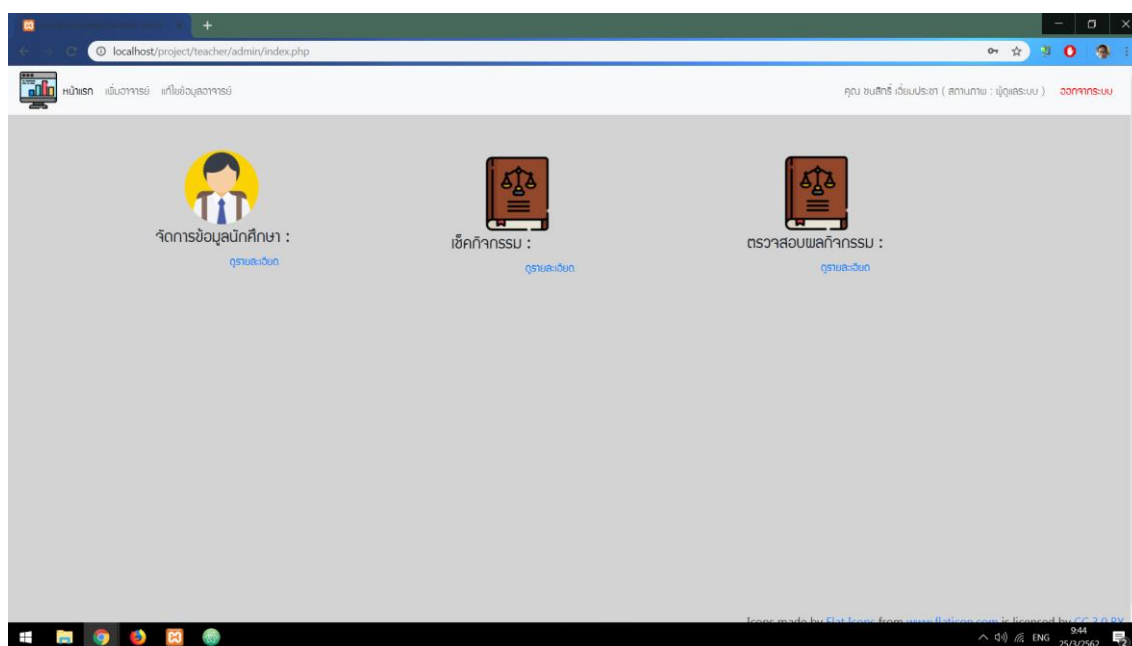 localhost/project/teacher/admin/index.php
หน้าแรก เพิ่มอาจารย์ แก้ไขข้อมูลอาจารย์
คุณ ชนสิทธิ์ เอี่ยมประชา ( สถานภาพ : ผู้ดูแลระบบ ) ออกจากระบบ
จัดการข้อมูลนักศึกษา :
ดูรายละเอียด
เช็คกิจกรรม :
ดูรายละเอียด
ตรวจสอบผลกิจกรรม :
ดูรายละเอียด
Icons made by Flat Icons from www.flaticon.com is licensed by CC 3.0 BY
ENG
9:44
25/3/2562